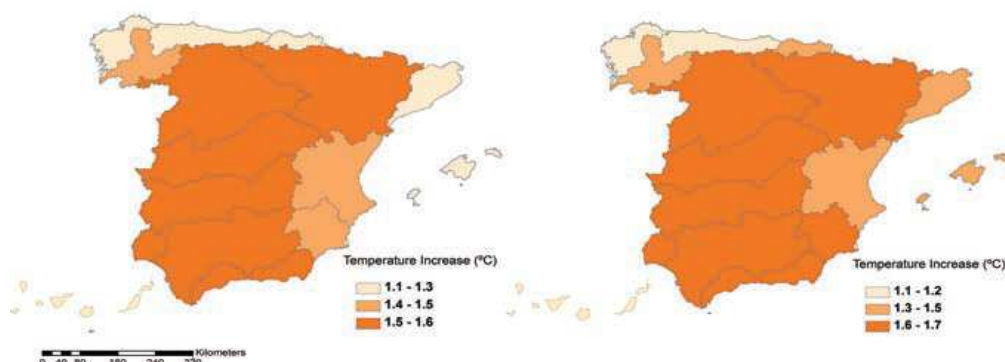 Temperature Increase (ºC)
1.1 - 1.3
1.4 - 1.5
1.5 - 1.6
Temperature Increase (ºC)
1.1 - 1.2
1.3 - 1.5
1.6 - 1.7
Kilometers